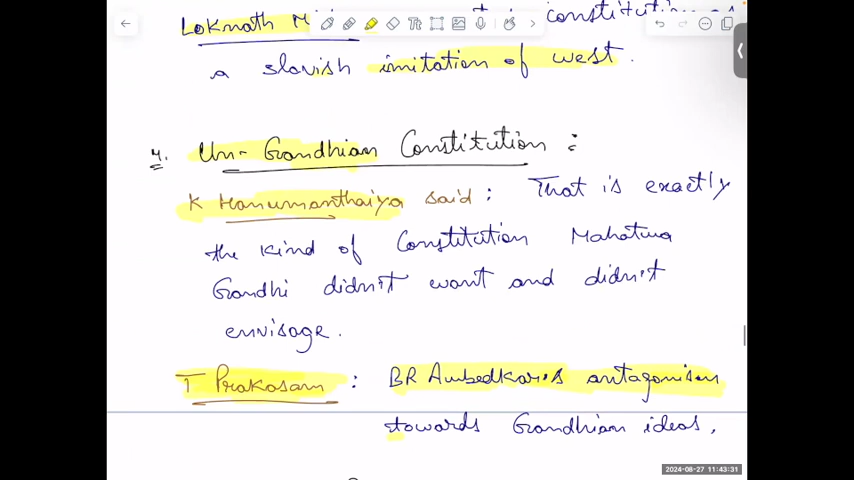 Loknath constitution
a slavish imitation of west.
4. Un-Gandhian Constitution :
K Hanumanthaiya said : That is exactly
the kind of Constitution Mahatma
Gandhi didn't want and didn't
envisage.
T Prakasam : BR Ambedkar's antagonism
towards Gandhian ideas,
2024-08-27 11:43:31